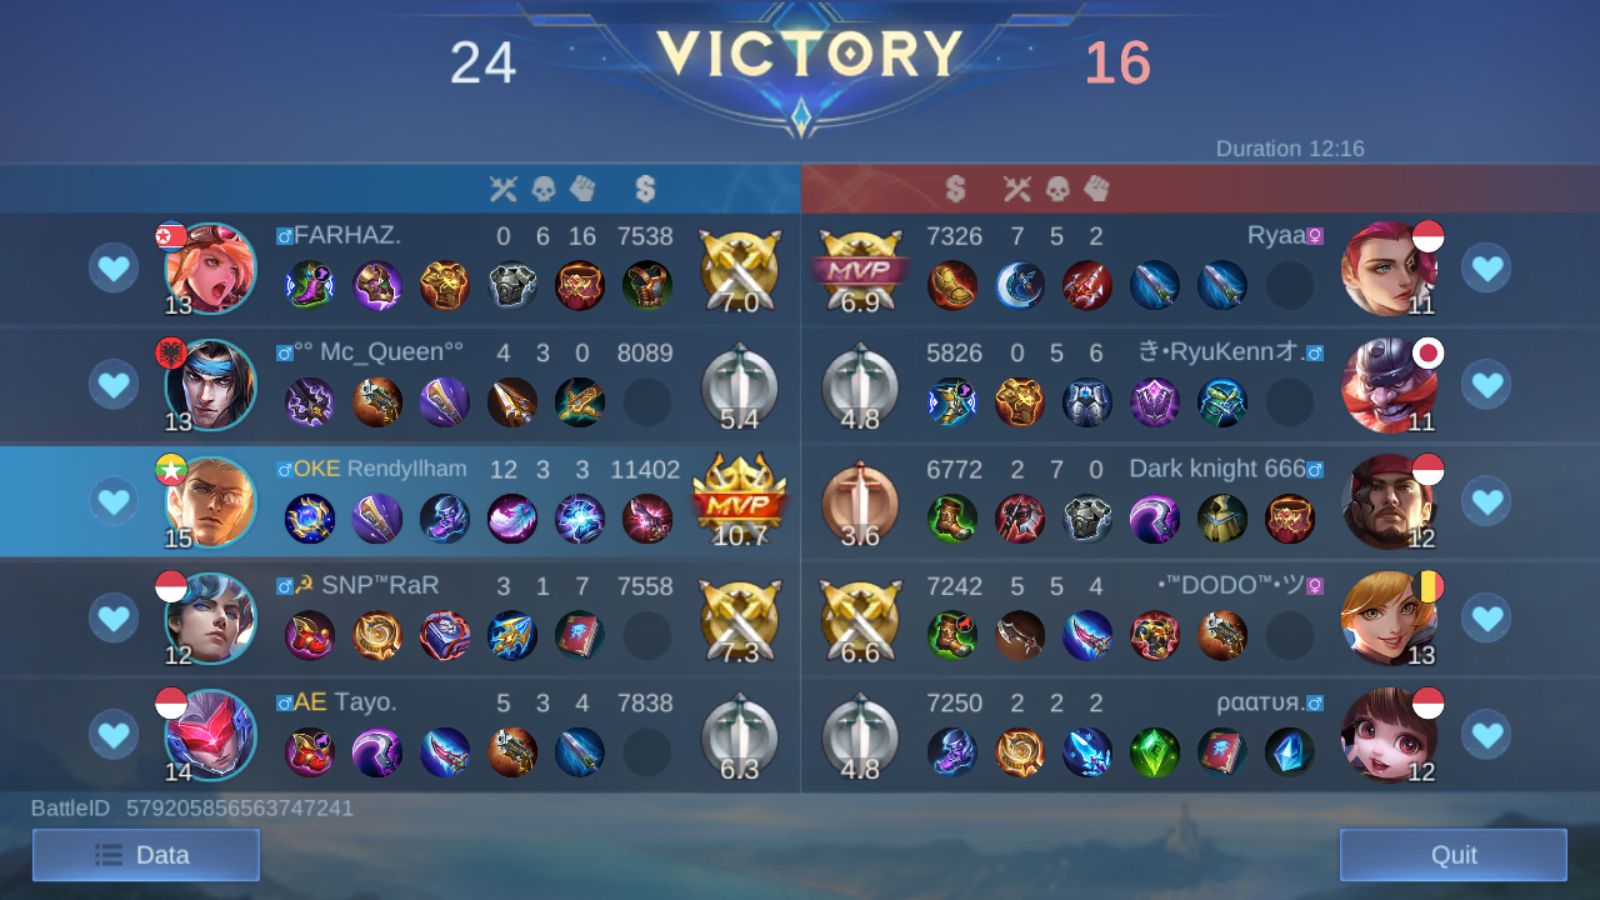 24 VICTORY 16
Duration 12:16
FARHAZ. 0 6 16 7538
13 7.0
MVP 6.9 7326 7 5 2 Ryaa 11
°° Mc_Queen°° 4 3 0 8089
13 5.4
4.8 5826 0 5 6 き•RyuKennオ. 11
OKE RendyIlham 12 3 3 11402
15 MVP 10.7
3.6 6772 2 7 0 Dark knight 666 12
☭ SNP™RaR 3 1 7 7558
12 7.3
6.6 7242 5 5 4 •™DODO™•ツ 13
AE Tayo. 5 3 4 7838
14 6.3
4.8 7250 2 2 2 ραατυя. 12
BattleID 579205856563747241
Data
Quit